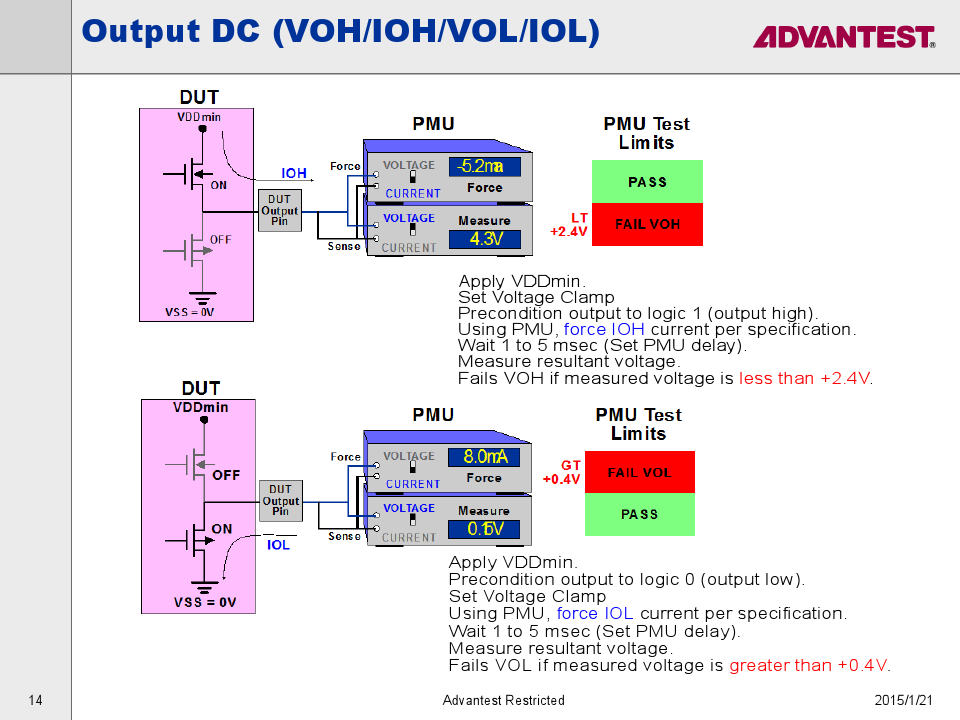 Output DC (VOH/IOH/VOL/IOL)
ADVANTEST®
DUT
VDDmin
ON
OFF
VSS = 0V
IOH
DUT
Output
Pin
PMU
Force
VOLTAGE
CURRENT
-5.2ma
Force
Sense
VOLTAGE
CURRENT
Measure
4.3V
PMU Test
Limits
PASS
LT
+2.4V
FAIL VOH
Apply VDDmin.
Set Voltage Clamp
Precondition output to logic 1 (output high).
Using PMU, force IOH current per specification.
Wait 1 to 5 msec (Set PMU delay).
Measure resultant voltage.
Fails VOH if measured voltage is less than +2.4V.
DUT
VDDmin
OFF
ON
VSS = 0V
IOL
DUT
Output
Pin
PMU
Force
VOLTAGE
CURRENT
8.0mA
Force
Sense
VOLTAGE
CURRENT
Measure
0.15V
PMU Test
Limits
GT
+0.4V
FAIL VOL
PASS
Apply VDDmin.
Precondition output to logic 0 (output low).
Set Voltage Clamp
Using PMU, force IOL current per specification.
Wait 1 to 5 msec (Set PMU delay).
Measure resultant voltage.
Fails VOL if measured voltage is greater than +0.4V.
14
Advantest Restricted
2015/1/21